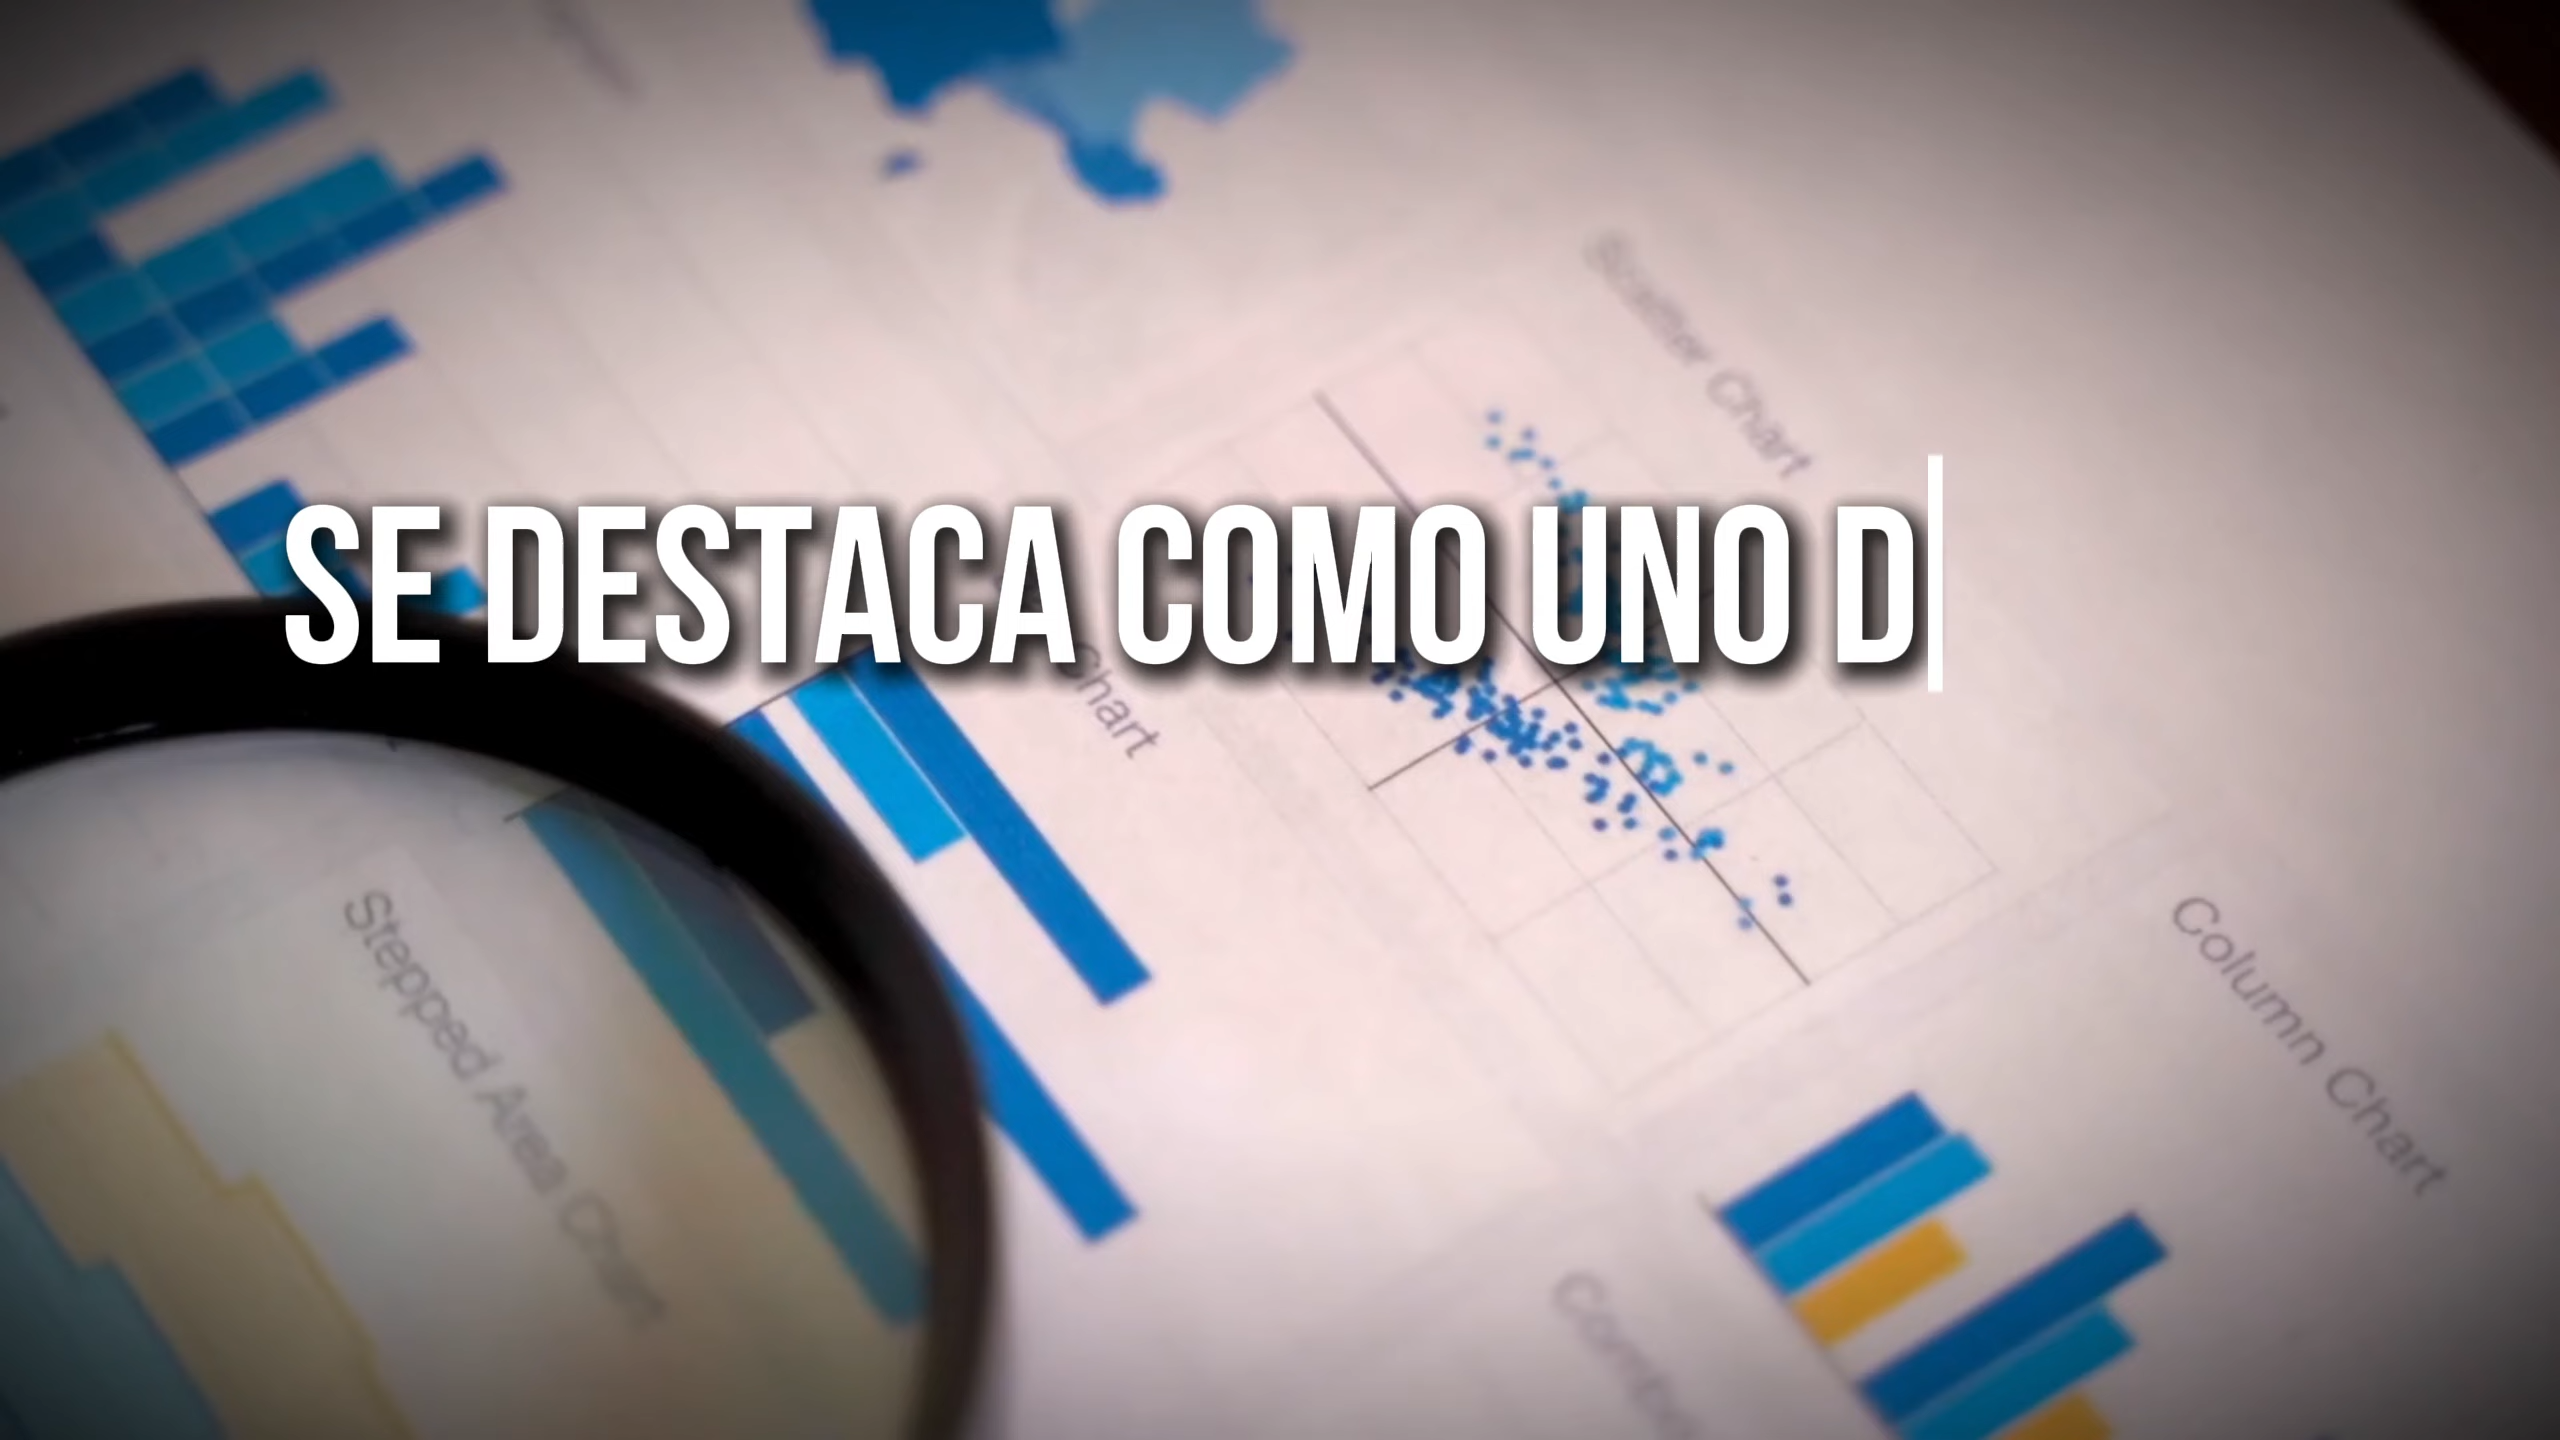 SE DESTACA COMO UNO D
Scatter Chart
Chart
Stepped Area Chart
Column Chart